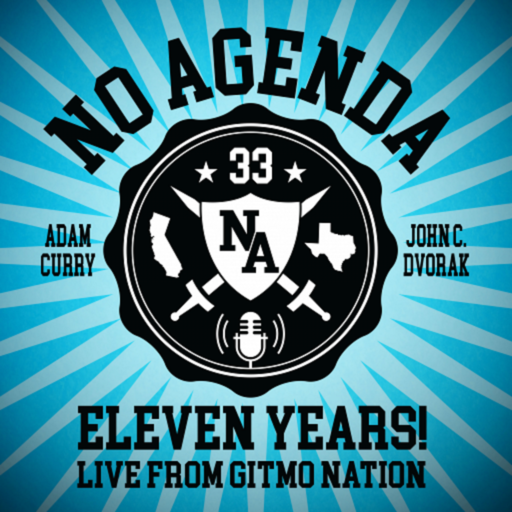 NO AGENDA
33
NA
ADAM
CURRY
JOHN C.
DVORAK
ELEVEN YEARS!
LIVE FROM GITMO NATION